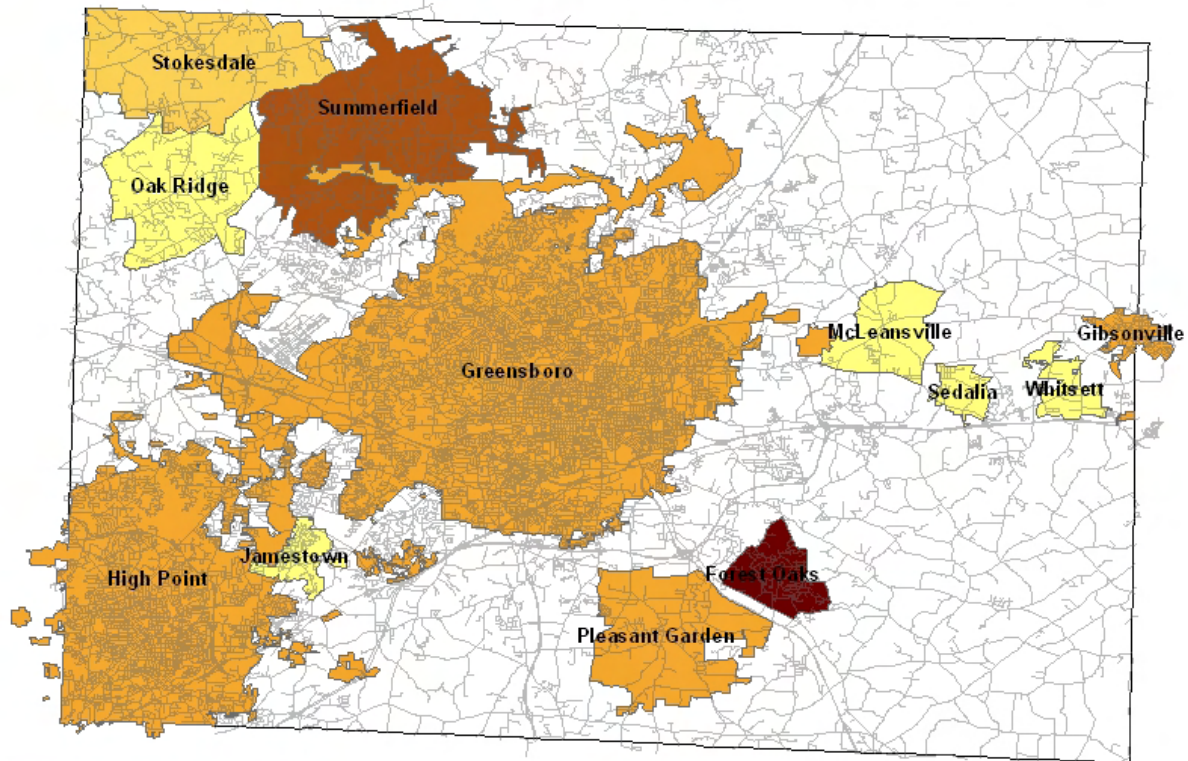 Stokesdale
Summerfield
Oak Ridge
McLeansville
Gibsonville
Greensboro
Sedalia
Whitsett
Jamestown
High Point
Forest Oaks
Pleasant Garden